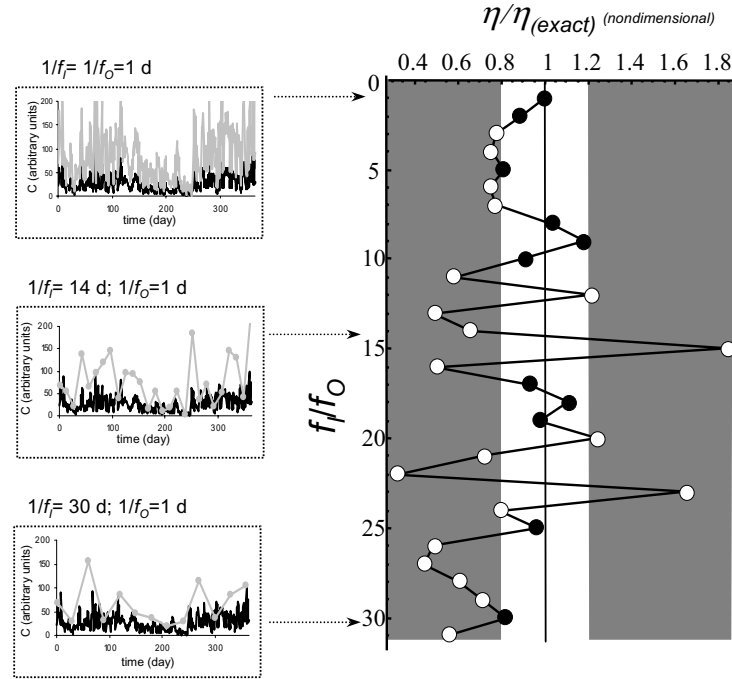 η/η(exact) (nondimensional)
0.4 0.6 0.8 1 1.2 1.4 1.6 1.8
0
5
10
15
20
25
30
fI/fO
1/fI= 1/fO=1 d
C (arbitrary units)
200
150
100
50
0
0 100 200 300
time (day)
1/fI= 14 d; 1/fO=1 d
C (arbitrary units)
200
150
100
50
0
0 100 200 300
time (day)
1/fI= 30 d; 1/fO=1 d
C (arbitrary units)
200
150
100
50
0
0 100 200 300
time (day)